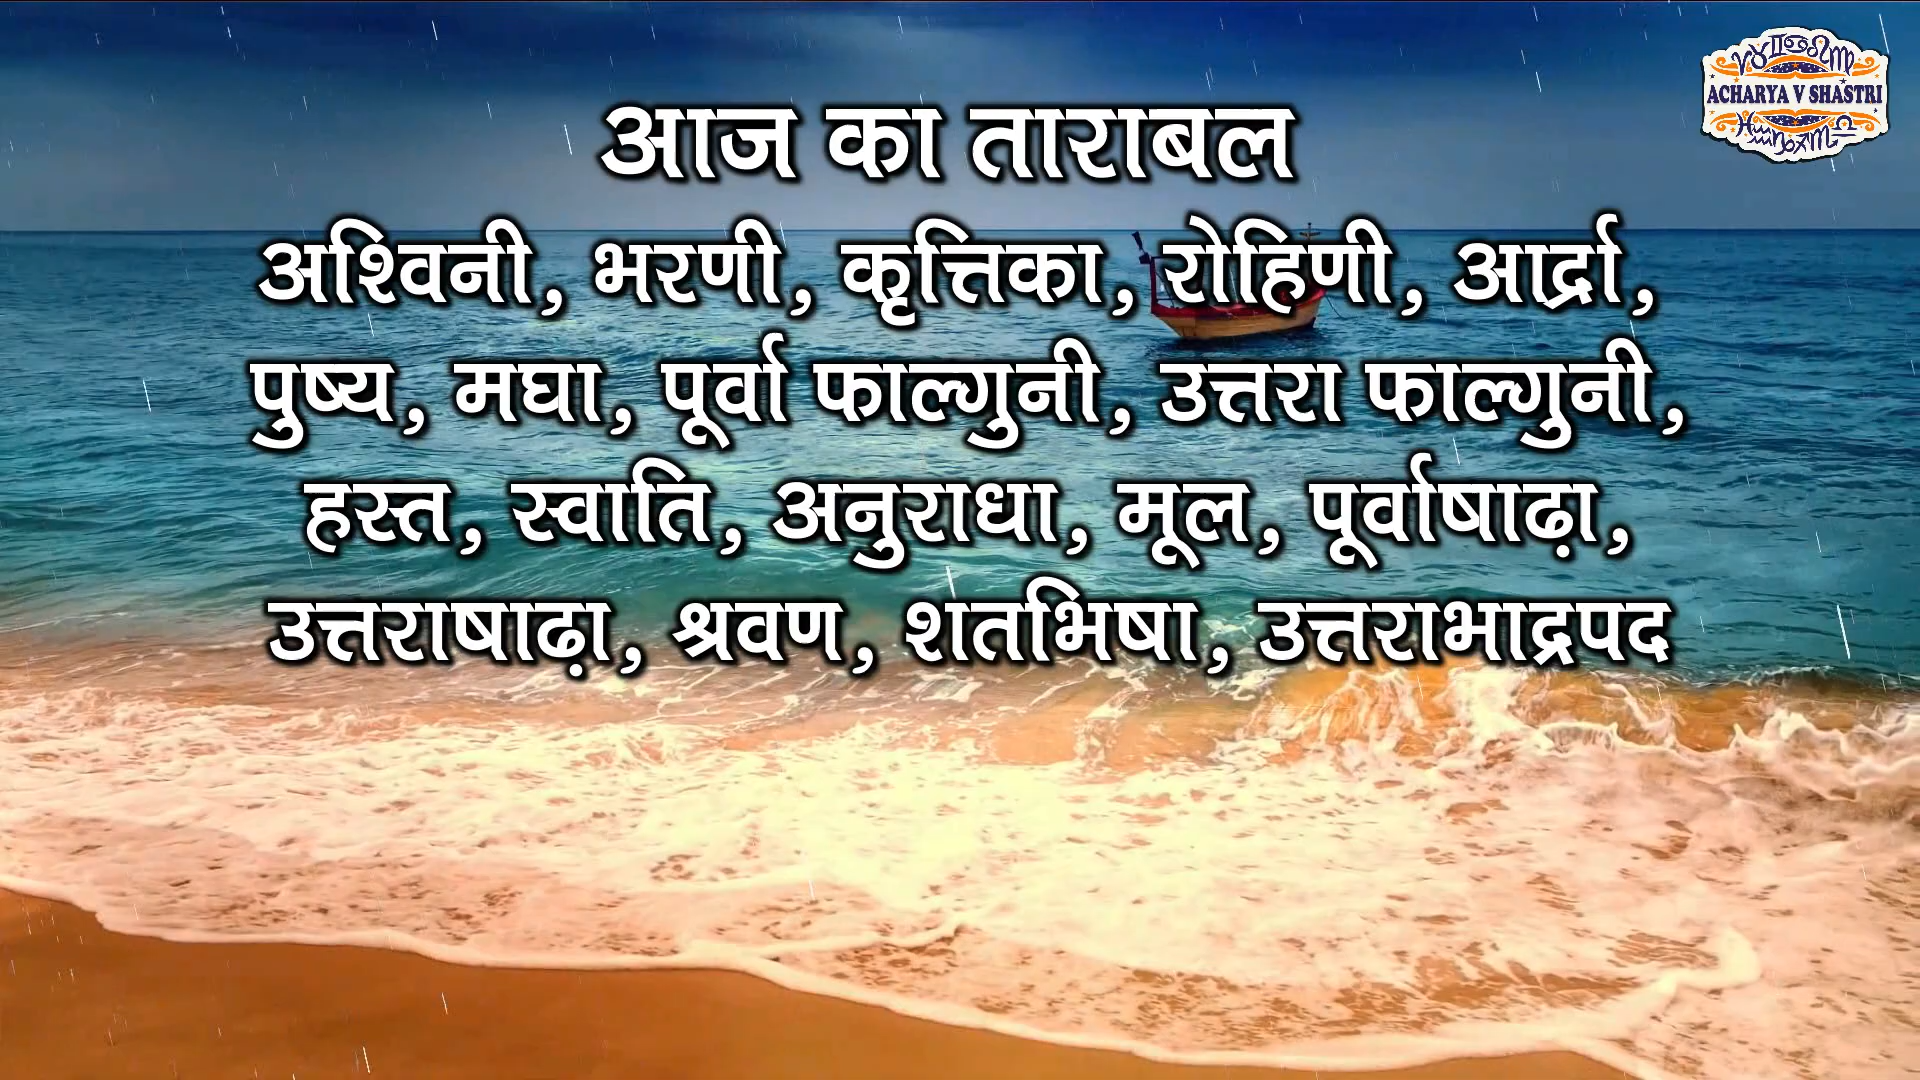 ACHARYA V SHASTRI
आज का ताराबल
अश्विनी, भरणी, कृत्तिका, रोहिणी, आर्द्रा,
पुष्य, मघा, पूर्वा फाल्गुनी, उत्तरा फाल्गुनी,
हस्त, स्वाति, अनुराधा, मूल, पूर्वाषाढ़ा,
उत्तराषाढ़ा, श्रवण, शतभिषा, उत्तराभाद्रपद